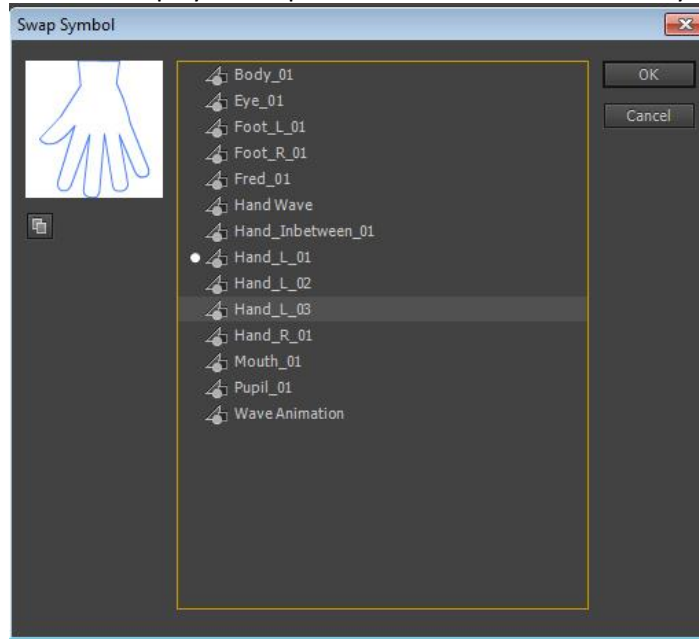 Swap Symbol
Body_01
Eye_01
Foot_L_01
Foot_R_01
Fred_01
Hand Wave
Hand_Inbetween_01
Hand_L_01
Hand_L_02
Hand_L_03
Hand_R_01
Mouth_01
Pupil_01
Wave Animation
OK
Cancel